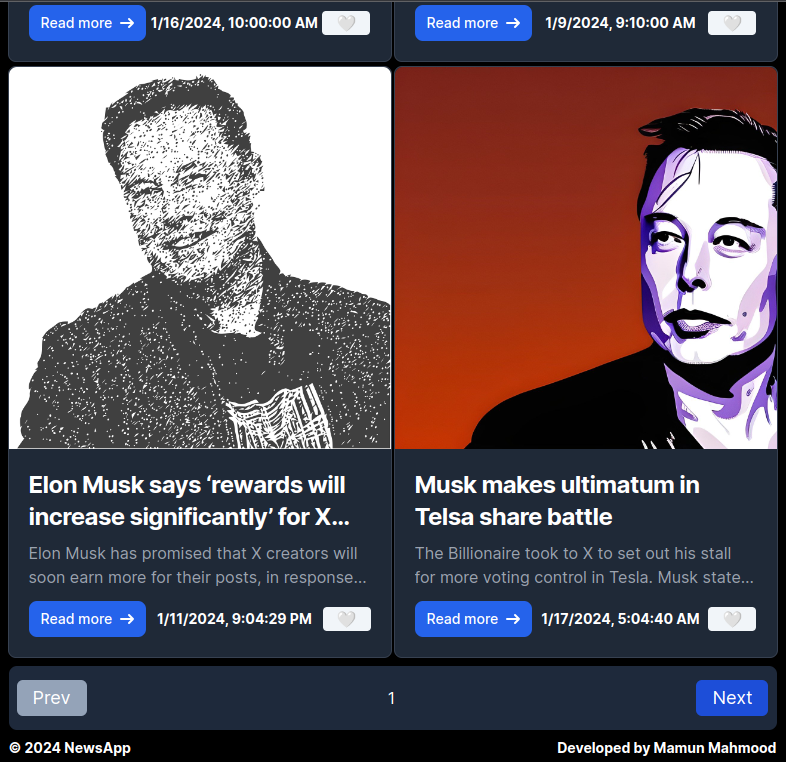 Read more → 1/16/2024, 10:00:00 AM 🤍
Read more → 1/9/2024, 9:10:00 AM 🤍
Elon Musk says ‘rewards will
increase significantly’ for X...
Elon Musk has promised that X creators will
soon earn more for their posts, in response...
Read more → 1/11/2024, 9:04:29 PM 🤍
Musk makes ultimatum in
Telsa share battle
The Billionaire took to X to set out his stall
for more voting control in Tesla. Musk state...
Read more → 1/17/2024, 5:04:40 AM 🤍
Prev 1 Next
© 2024 NewsApp Developed by Mamun Mahmood